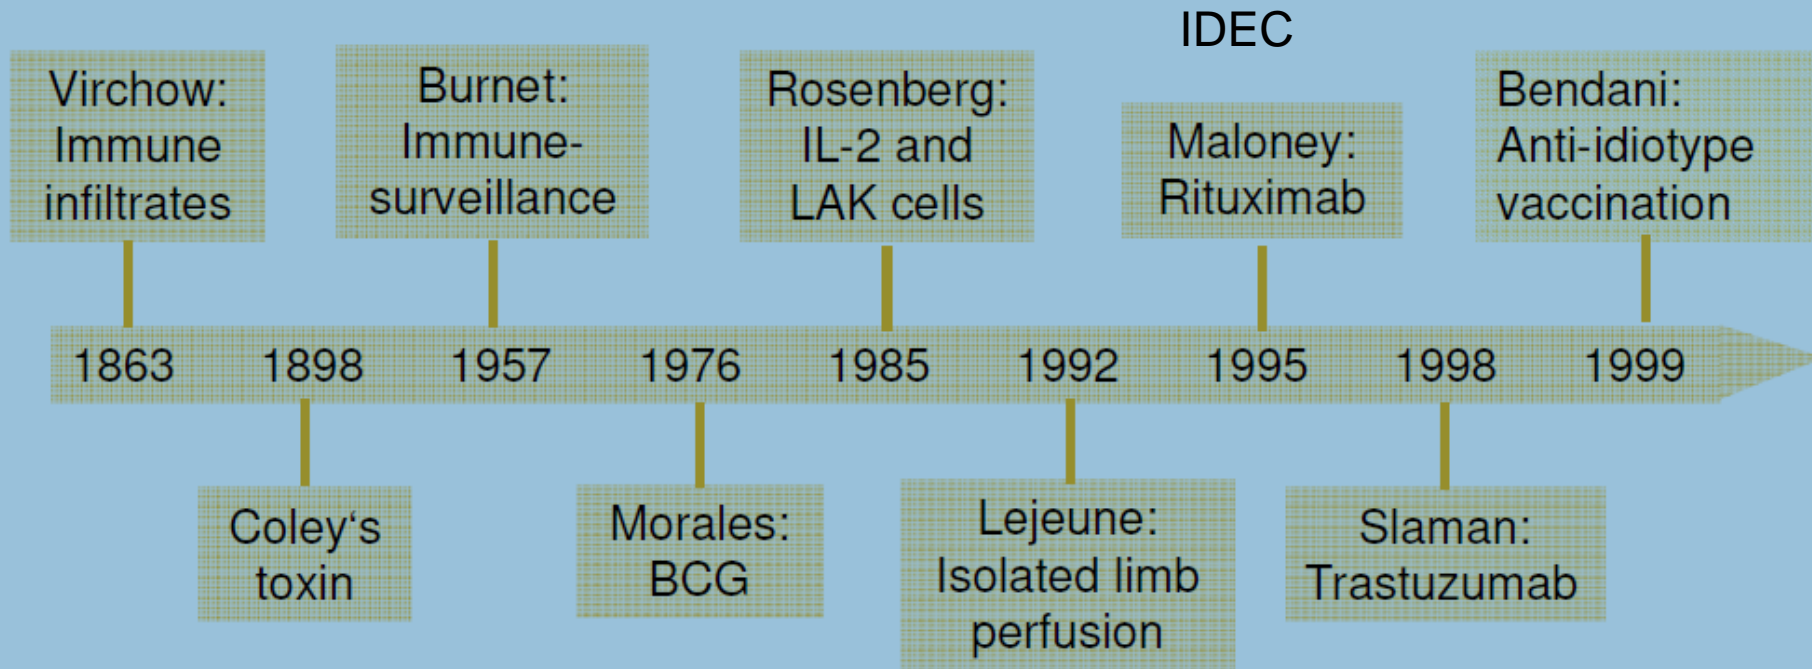 IDEC
Virchow:
Immune
infiltrates
Burnet:
Immune-
surveillance
Rosenberg:
IL-2 and
LAK cells
Maloney:
Rituximab
Bendani:
Anti-idiotype
vaccination
1863 1898 1957 1976 1985 1992 1995 1998 1999
Coley‘s
toxin
Morales:
BCG
Lejeune:
Isolated limb
perfusion
Slaman:
Trastuzumab